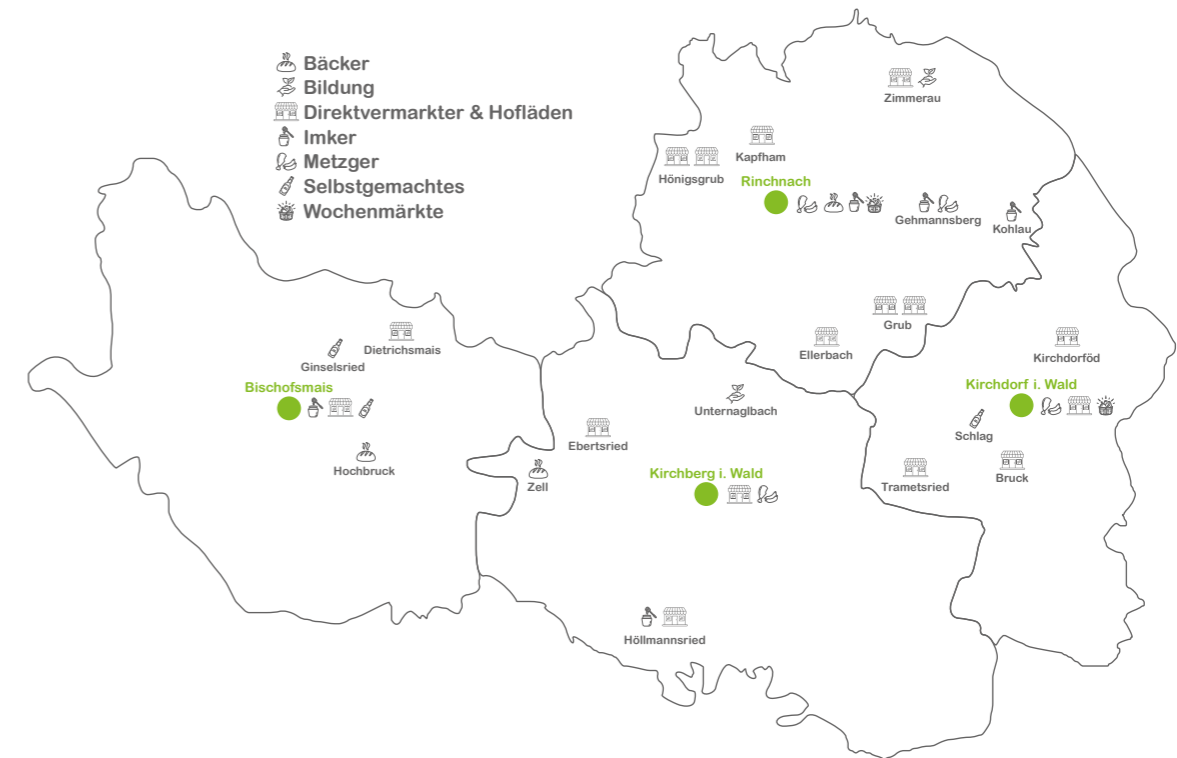 Bäcker
Bildung
Direktvermarkter & Hofläden
Imker
Metzger
Selbstgemachtes
Wochenmärkte
Zimmerau
Kapfham
Hönigsgrub
Rinchnach
Gehmannsberg
Kohlau
Grub
Ellerbach
Kirchdorföd
Dietrichsmais
Ginselsried
Bischofsmais
Kirchdorf i. Wald
Unternaglbach
Schlag
Ebertsried
Hochbruck
Kirchberg i. Wald
Zell
Trametsried
Bruck
Höllmannsried